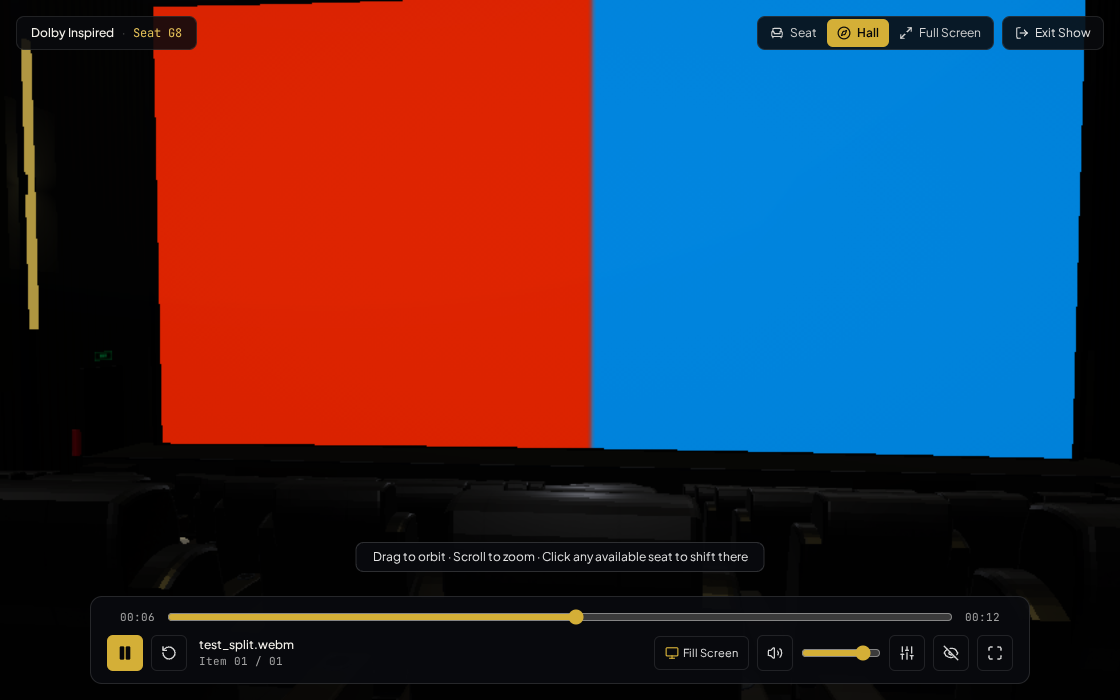 Dolby Inspired · Seat G8
Seat
Hall
Full Screen
Exit Show
Drag to orbit · Scroll to zoom · Click any available seat to shift there
00:06
00:12
test_split.webm
Item 01 / 01
Fill Screen